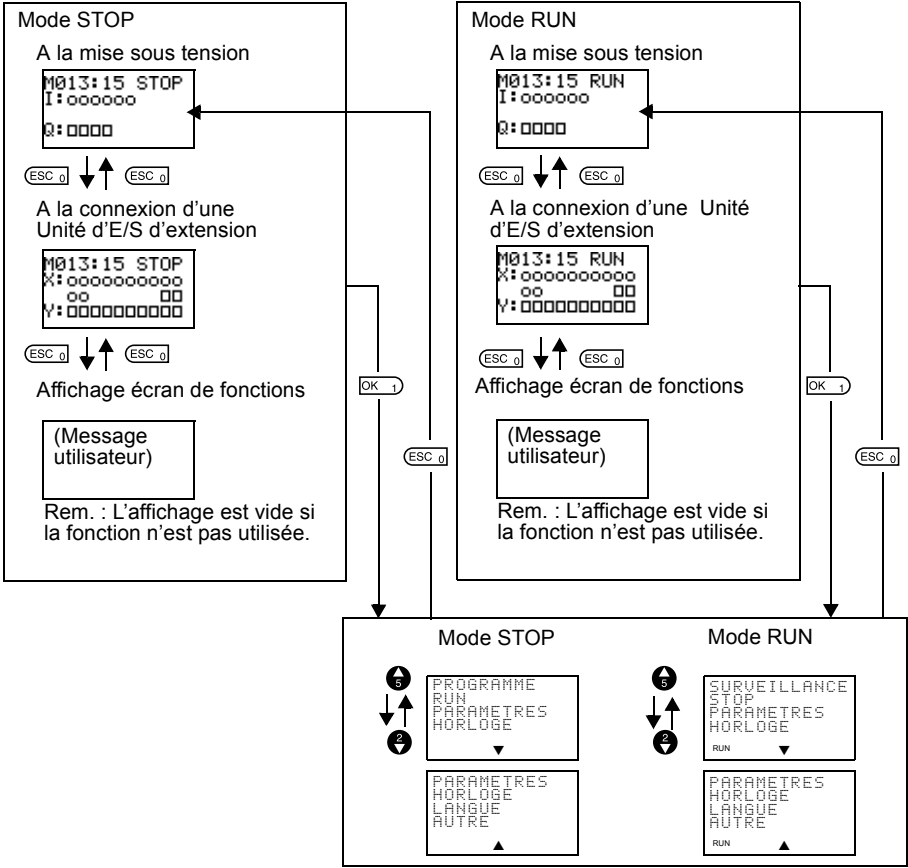 Mode STOP
A la mise sous tension
M013:15 STOP
I:oooooo
Q:□□□□
ESC 0
ESC 0
A la connexion d'une
Unité d'E/S d'extension
M013:15 STOP
X:oooooooooo
oo □□
Y:□□□□□□□□□□
ESC 0
ESC 0
Affichage écran de fonctions
(Message
utilisateur)
Rem. : L'affichage est vide si
la fonction n'est pas utilisée.
OK 1
ESC 0
Mode RUN
A la mise sous tension
M013:15 RUN
I:oooooo
Q:□□□□
ESC 0
ESC 0
A la connexion d'une Unité
d'E/S d'extension
M013:15 RUN
X:oooooooooo
oo □□
Y:□□□□□□□□□□
ESC 0
ESC 0
Affichage écran de fonctions
(Message
utilisateur)
Rem. : L'affichage est vide si
la fonction n'est pas utilisée.
OK 1
ESC 0
Mode STOP
5
2
PROGRAMME
RUN
PARAMETRES
HORLOGE
PARAMETRES
HORLOGE
LANGUE
AUTRE
Mode RUN
5
2
SURVEILLANCE
STOP
PARAMETRES
HORLOGE
RUN
PARAMETRES
HORLOGE
LANGUE
AUTRE
RUN